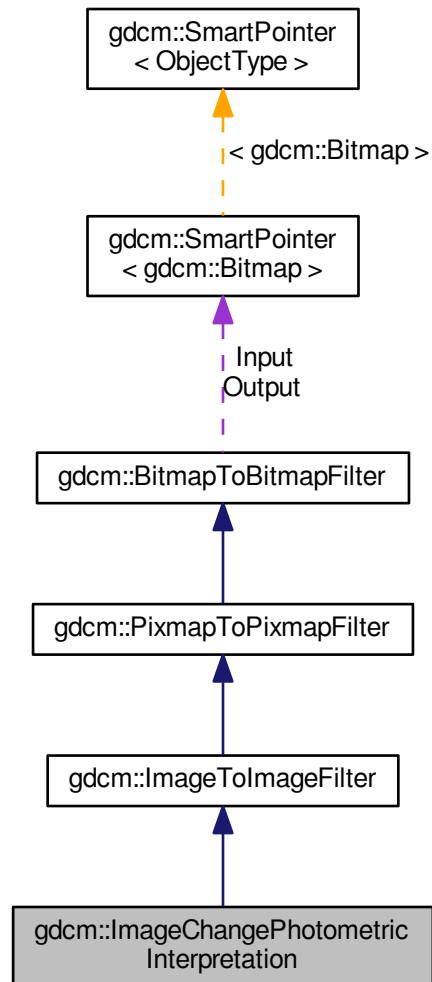 gdcm::SmartPointer
< ObjectType >
< gdcm::Bitmap >
gdcm::SmartPointer
< gdcm::Bitmap >
Input
Output
gdcm::BitmapToBitmapFilter
gdcm::PixmapToPixmapFilter
gdcm::ImageToImageFilter
gdcm::ImageChangePhotometric
Interpretation